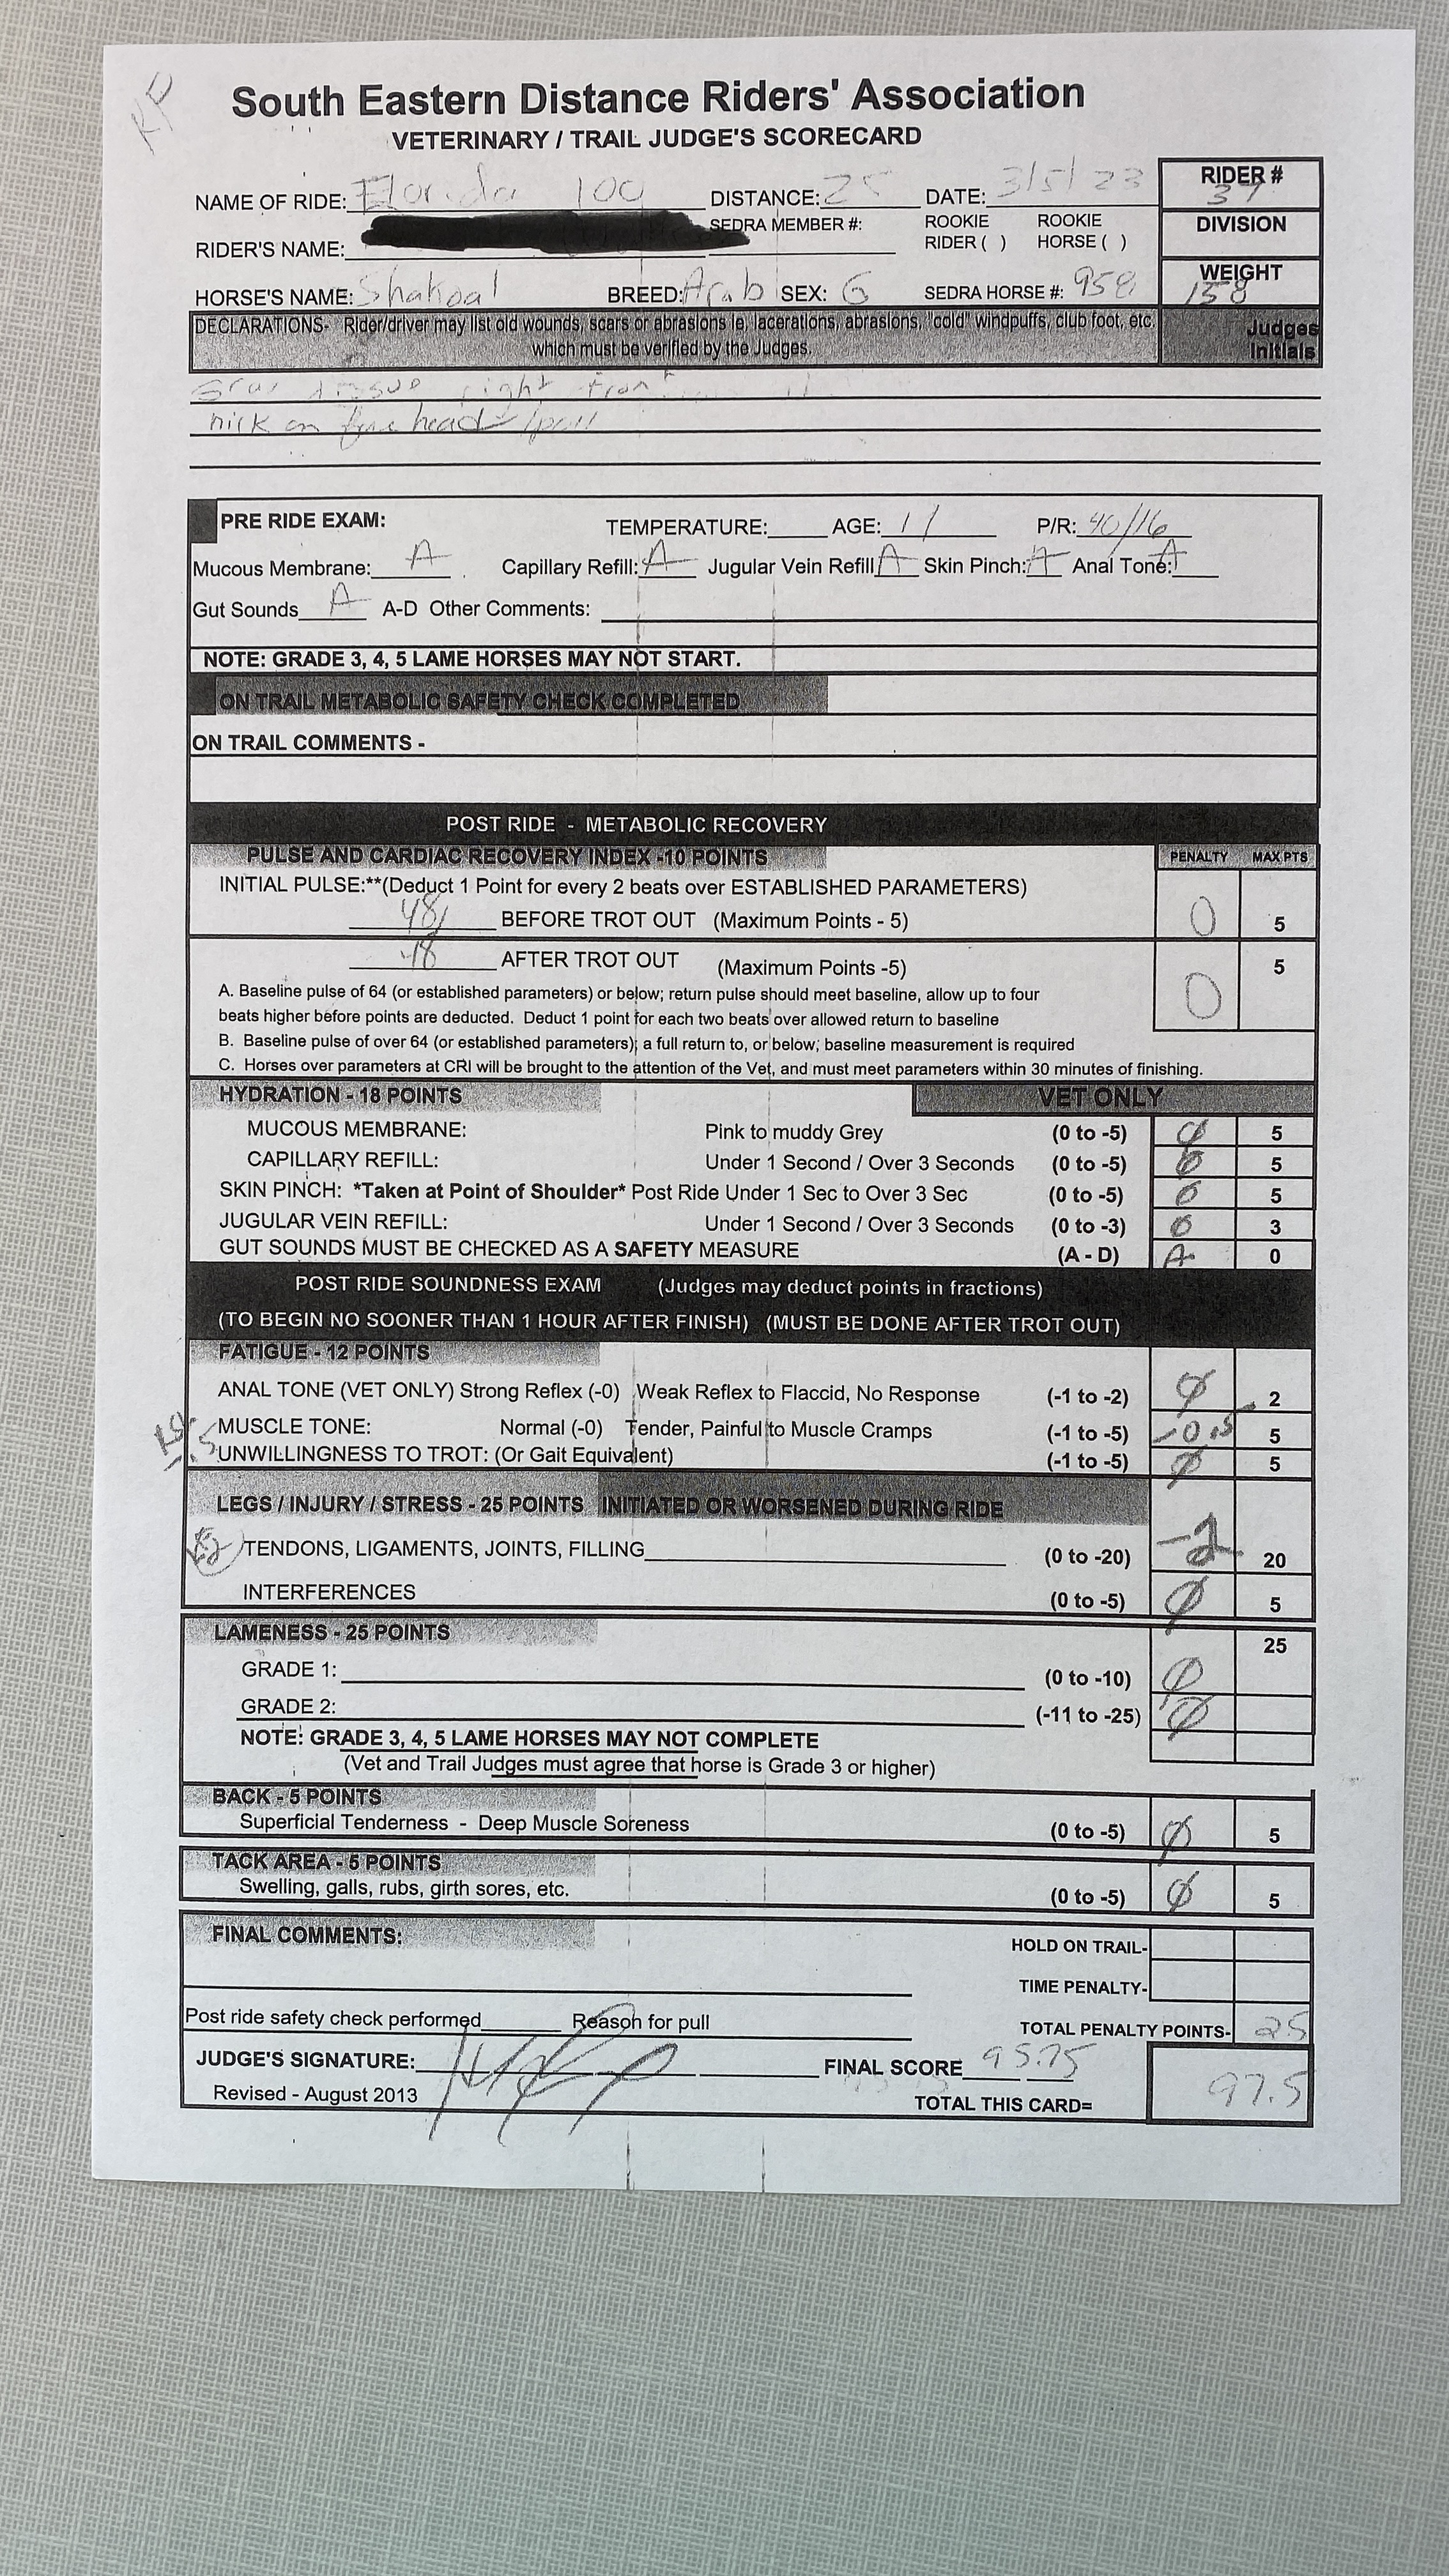 KF
South Eastern Distance Riders' Association
VETERINARY / TRAIL JUDGE'S SCORECARD
NAME OF RIDE: Florida 100 DISTANCE: 25 DATE: 3/5/23 RIDER # 37
RIDER'S NAME: SEDRA MEMBER #: ROOKIE RIDER ( ) ROOKIE HORSE ( ) DIVISION
HORSE'S NAME: Shakoal BREED: Arab SEX: G SEDRA HORSE #: 958 WEIGHT 158
DECLARATIONS- Rider/driver may list old wounds, scars or abrasions ie, lacerations, abrasions, "cold" windpuffs, club foot, etc. Judges
which must be verified by the Judges. Initials
right front
nick on fore head / poll
PRE RIDE EXAM: TEMPERATURE: AGE: 11 P/R: 40/16
Mucous Membrane: A Capillary Refill: A Jugular Vein Refill A Skin Pinch: A Anal Tone: A
Gut Sounds A A-D Other Comments:
NOTE: GRADE 3, 4, 5 LAME HORSES MAY NOT START.
ON TRAIL METABOLIC SAFETY CHECK COMPLETED
ON TRAIL COMMENTS -
POST RIDE - METABOLIC RECOVERY
PULSE AND CARDIAC RECOVERY INDEX -10 POINTS PENALTY MAX PTS
INITIAL PULSE:**(Deduct 1 Point for every 2 beats over ESTABLISHED PARAMETERS)
48 BEFORE TROT OUT (Maximum Points - 5) 0 5
48 AFTER TROT OUT (Maximum Points -5) 0 5
A. Baseline pulse of 64 (or established parameters) or below; return pulse should meet baseline, allow up to four
beats higher before points are deducted. Deduct 1 point for each two beats over allowed return to baseline
B. Baseline pulse of over 64 (or established parameters); a full return to, or below; baseline measurement is required
C. Horses over parameters at CRI will be brought to the attention of the Vet, and must meet parameters within 30 minutes of finishing.
HYDRATION - 18 POINTS VET ONLY
MUCOUS MEMBRANE: Pink to muddy Grey (0 to -5) 0 5
CAPILLARY REFILL: Under 1 Second / Over 3 Seconds (0 to -5) 0 5
SKIN PINCH: *Taken at Point of Shoulder* Post Ride Under 1 Sec to Over 3 Sec (0 to -5) 0 5
JUGULAR VEIN REFILL: Under 1 Second / Over 3 Seconds (0 to -3) 0 3
GUT SOUNDS MUST BE CHECKED AS A SAFETY MEASURE (A - D) A 0
POST RIDE SOUNDNESS EXAM (Judges may deduct points in fractions)
(TO BEGIN NO SOONER THAN 1 HOUR AFTER FINISH) (MUST BE DONE AFTER TROT OUT)
FATIGUE - 12 POINTS
ANAL TONE (VET ONLY) Strong Reflex (-0) Weak Reflex to Flaccid, No Response (-1 to -2) Ø 2
MUSCLE TONE: Normal (-0) Tender, Painful to Muscle Cramps (-1 to -5) -0.5 5
UNWILLINGNESS TO TROT: (Or Gait Equivalent) (-1 to -5) Ø 5
LEGS / INJURY / STRESS - 25 POINTS INITIATED OR WORSENED DURING RIDE
TENDONS, LIGAMENTS, JOINTS, FILLING (0 to -20) -2 20
INTERFERENCES (0 to -5) Ø 5
LAMENESS - 25 POINTS 25
GRADE 1: (0 to -10) Ø
GRADE 2: (-11 to -25) Ø
NOTE: GRADE 3, 4, 5 LAME HORSES MAY NOT COMPLETE
(Vet and Trail Judges must agree that horse is Grade 3 or higher)
BACK - 5 POINTS
Superficial Tenderness - Deep Muscle Soreness (0 to -5) Ø 5
TACK AREA - 5 POINTS
Swelling, galls, rubs, girth sores, etc. (0 to -5) Ø 5
FINAL COMMENTS:
HOLD ON TRAIL-
TIME PENALTY-
Post ride safety check performed Reason for pull
TOTAL PENALTY POINTS- 25
JUDGE'S SIGNATURE: FINAL SCORE 95.75
Revised - August 2013 TOTAL THIS CARD= 97.5